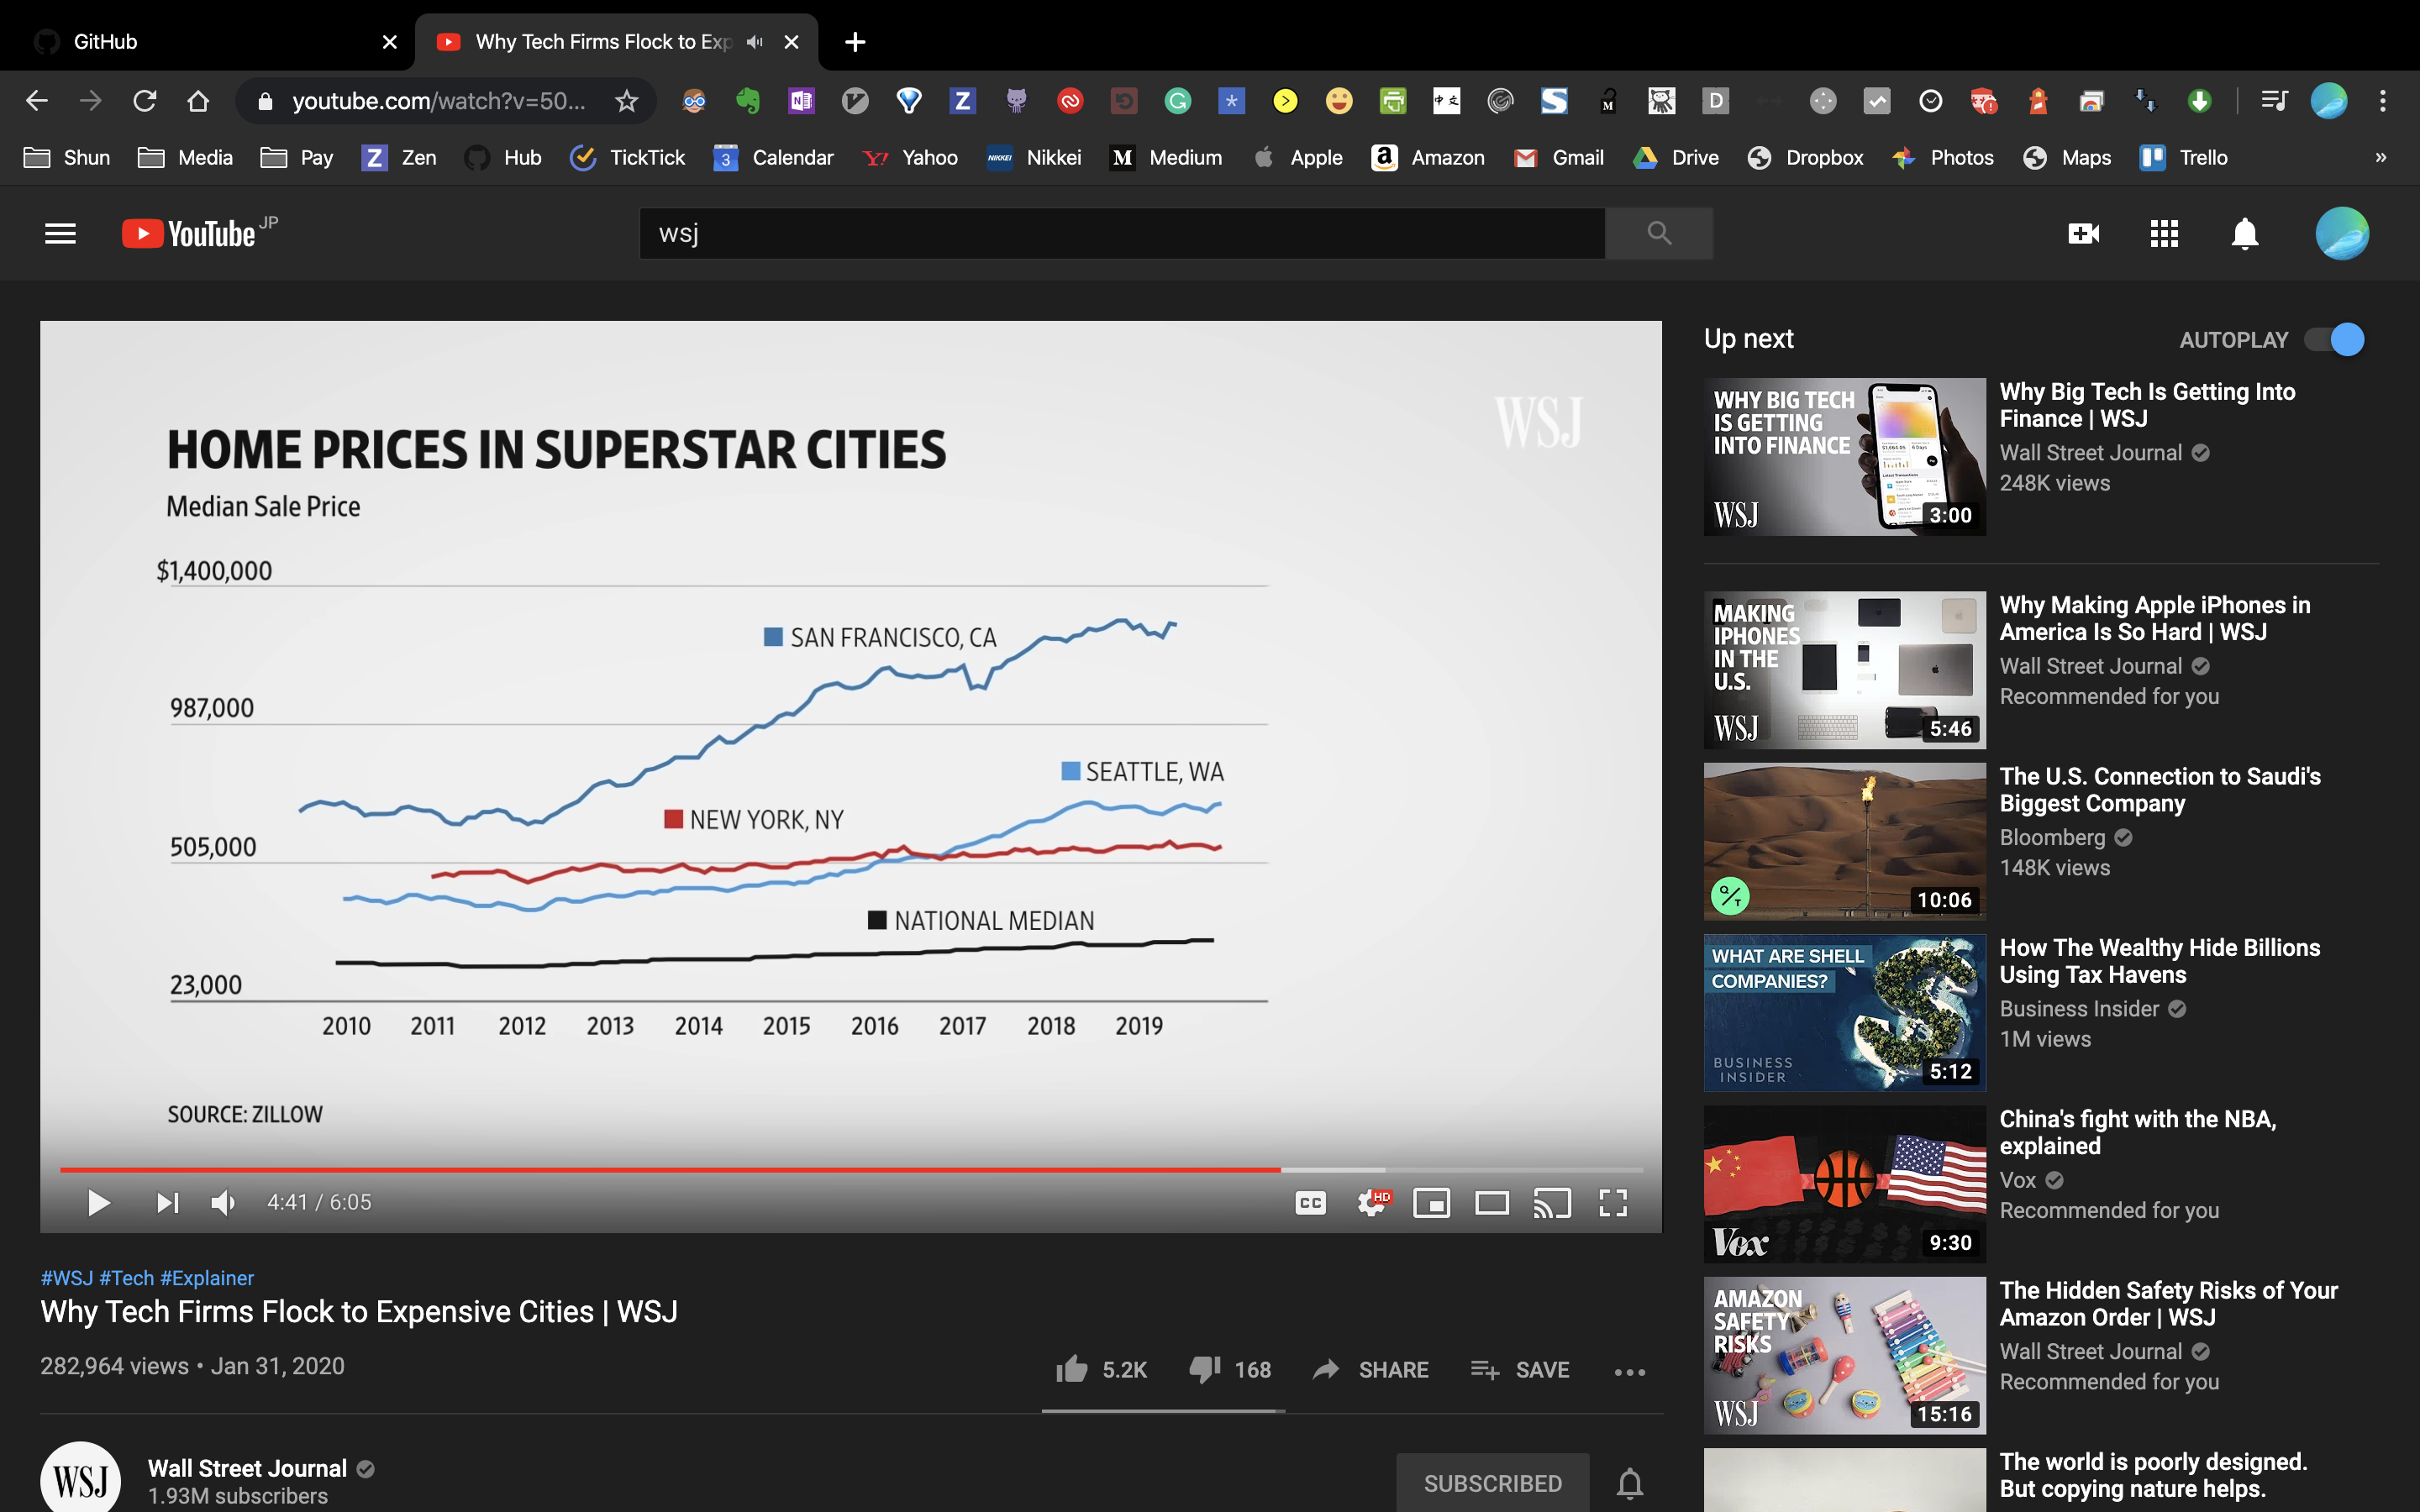 GitHub
Why Tech Firms Flock to Exp
youtube.com/watch?v=50...
Shun
Media
Pay
Zen
Hub
TickTick
Calendar
Yahoo
Nikkei
Medium
Apple
Amazon
Gmail
Drive
Dropbox
Photos
Maps
Trello
»
YouTube JP
wsj
WSJ
HOME PRICES IN SUPERSTAR CITIES
Median Sale Price
$1,400,000
SAN FRANCISCO, CA
987,000
SEATTLE, WA
NEW YORK, NY
505,000
NATIONAL MEDIAN
23,000
2010 2011 2012 2013 2014 2015 2016 2017 2018 2019
SOURCE: ZILLOW
4:41 / 6:05
CC
HD
#WSJ #Tech #Explainer
Why Tech Firms Flock to Expensive Cities | WSJ
282,964 views • Jan 31, 2020
5.2K
168
SHARE
SAVE
WSJ
Wall Street Journal
1.93M subscribers
SUBSCRIBED
Up next
AUTOPLAY
WHY BIG TECH
IS GETTING
INTO FINANCE
WSJ
3:00
Why Big Tech Is Getting Into
Finance | WSJ
Wall Street Journal
248K views
MAKING
IPHONES
IN THE
U.S.
WSJ
5:46
Why Making Apple iPhones in
America Is So Hard | WSJ
Wall Street Journal
Recommended for you
10:06
The U.S. Connection to Saudi's
Biggest Company
Bloomberg
148K views
WHAT ARE SHELL
COMPANIES?
BUSINESS
INSIDER
5:12
How The Wealthy Hide Billions
Using Tax Havens
Business Insider
1M views
Vox
9:30
China's fight with the NBA,
explained
Vox
Recommended for you
AMAZON
SAFETY
RISKS
WSJ
15:16
The Hidden Safety Risks of Your
Amazon Order | WSJ
Wall Street Journal
Recommended for you
The world is poorly designed.
But copying nature helps.